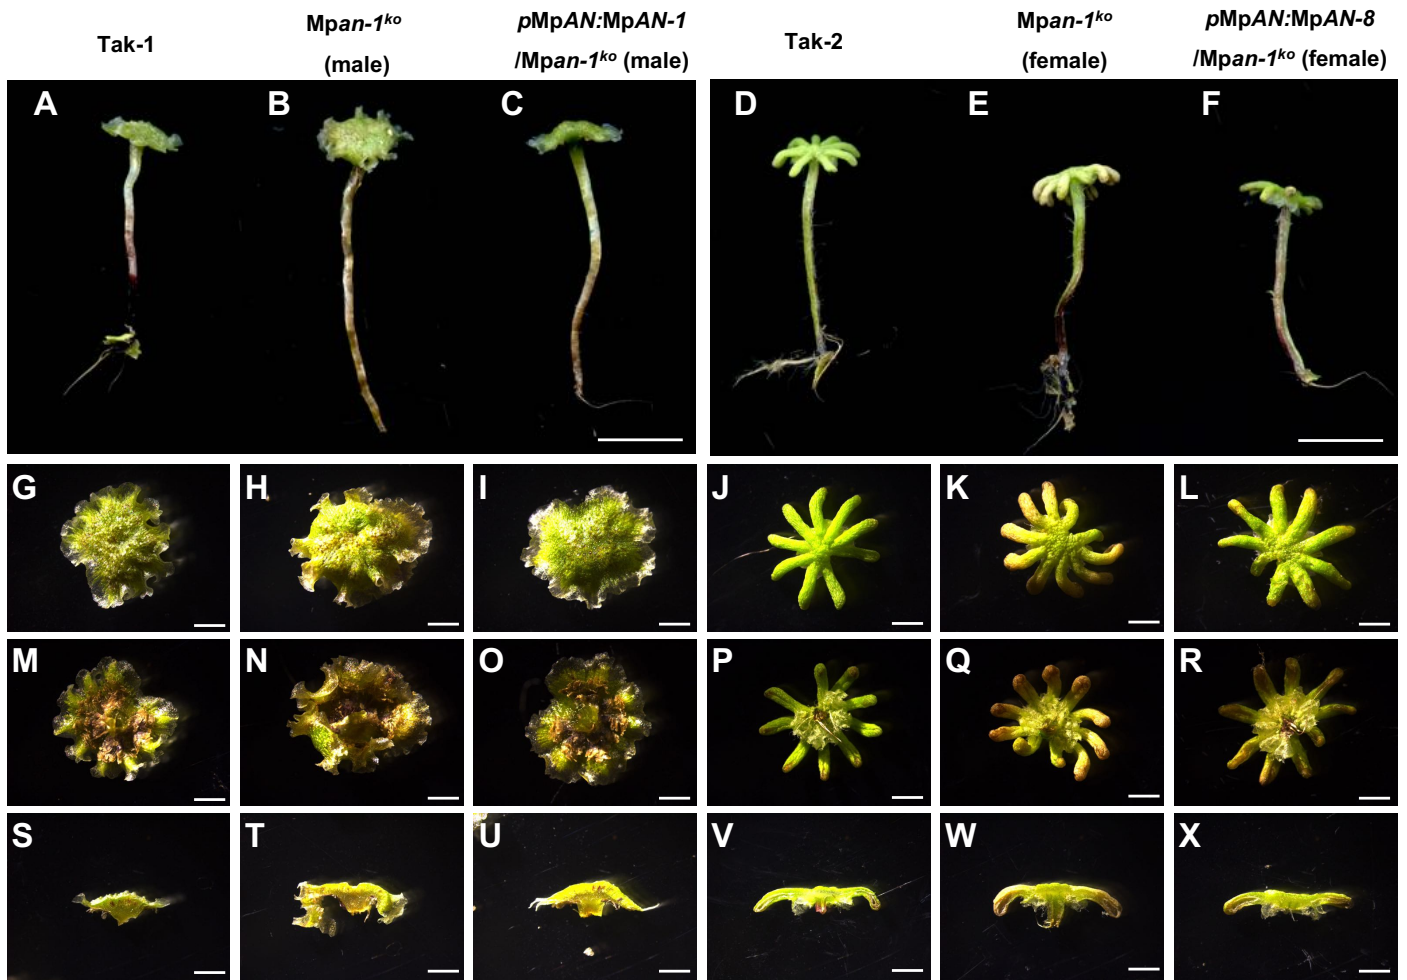 Tak-1
Mpan-1ko
(male)
pMpAN:MpAN-1
/Mpan-1ko (male)
Tak-2
Mpan-1ko
(female)
pMpAN:MpAN-8
/Mpan-1ko (female)
A B C D E F
G H I J K L
M N O P Q R
S T U V W X